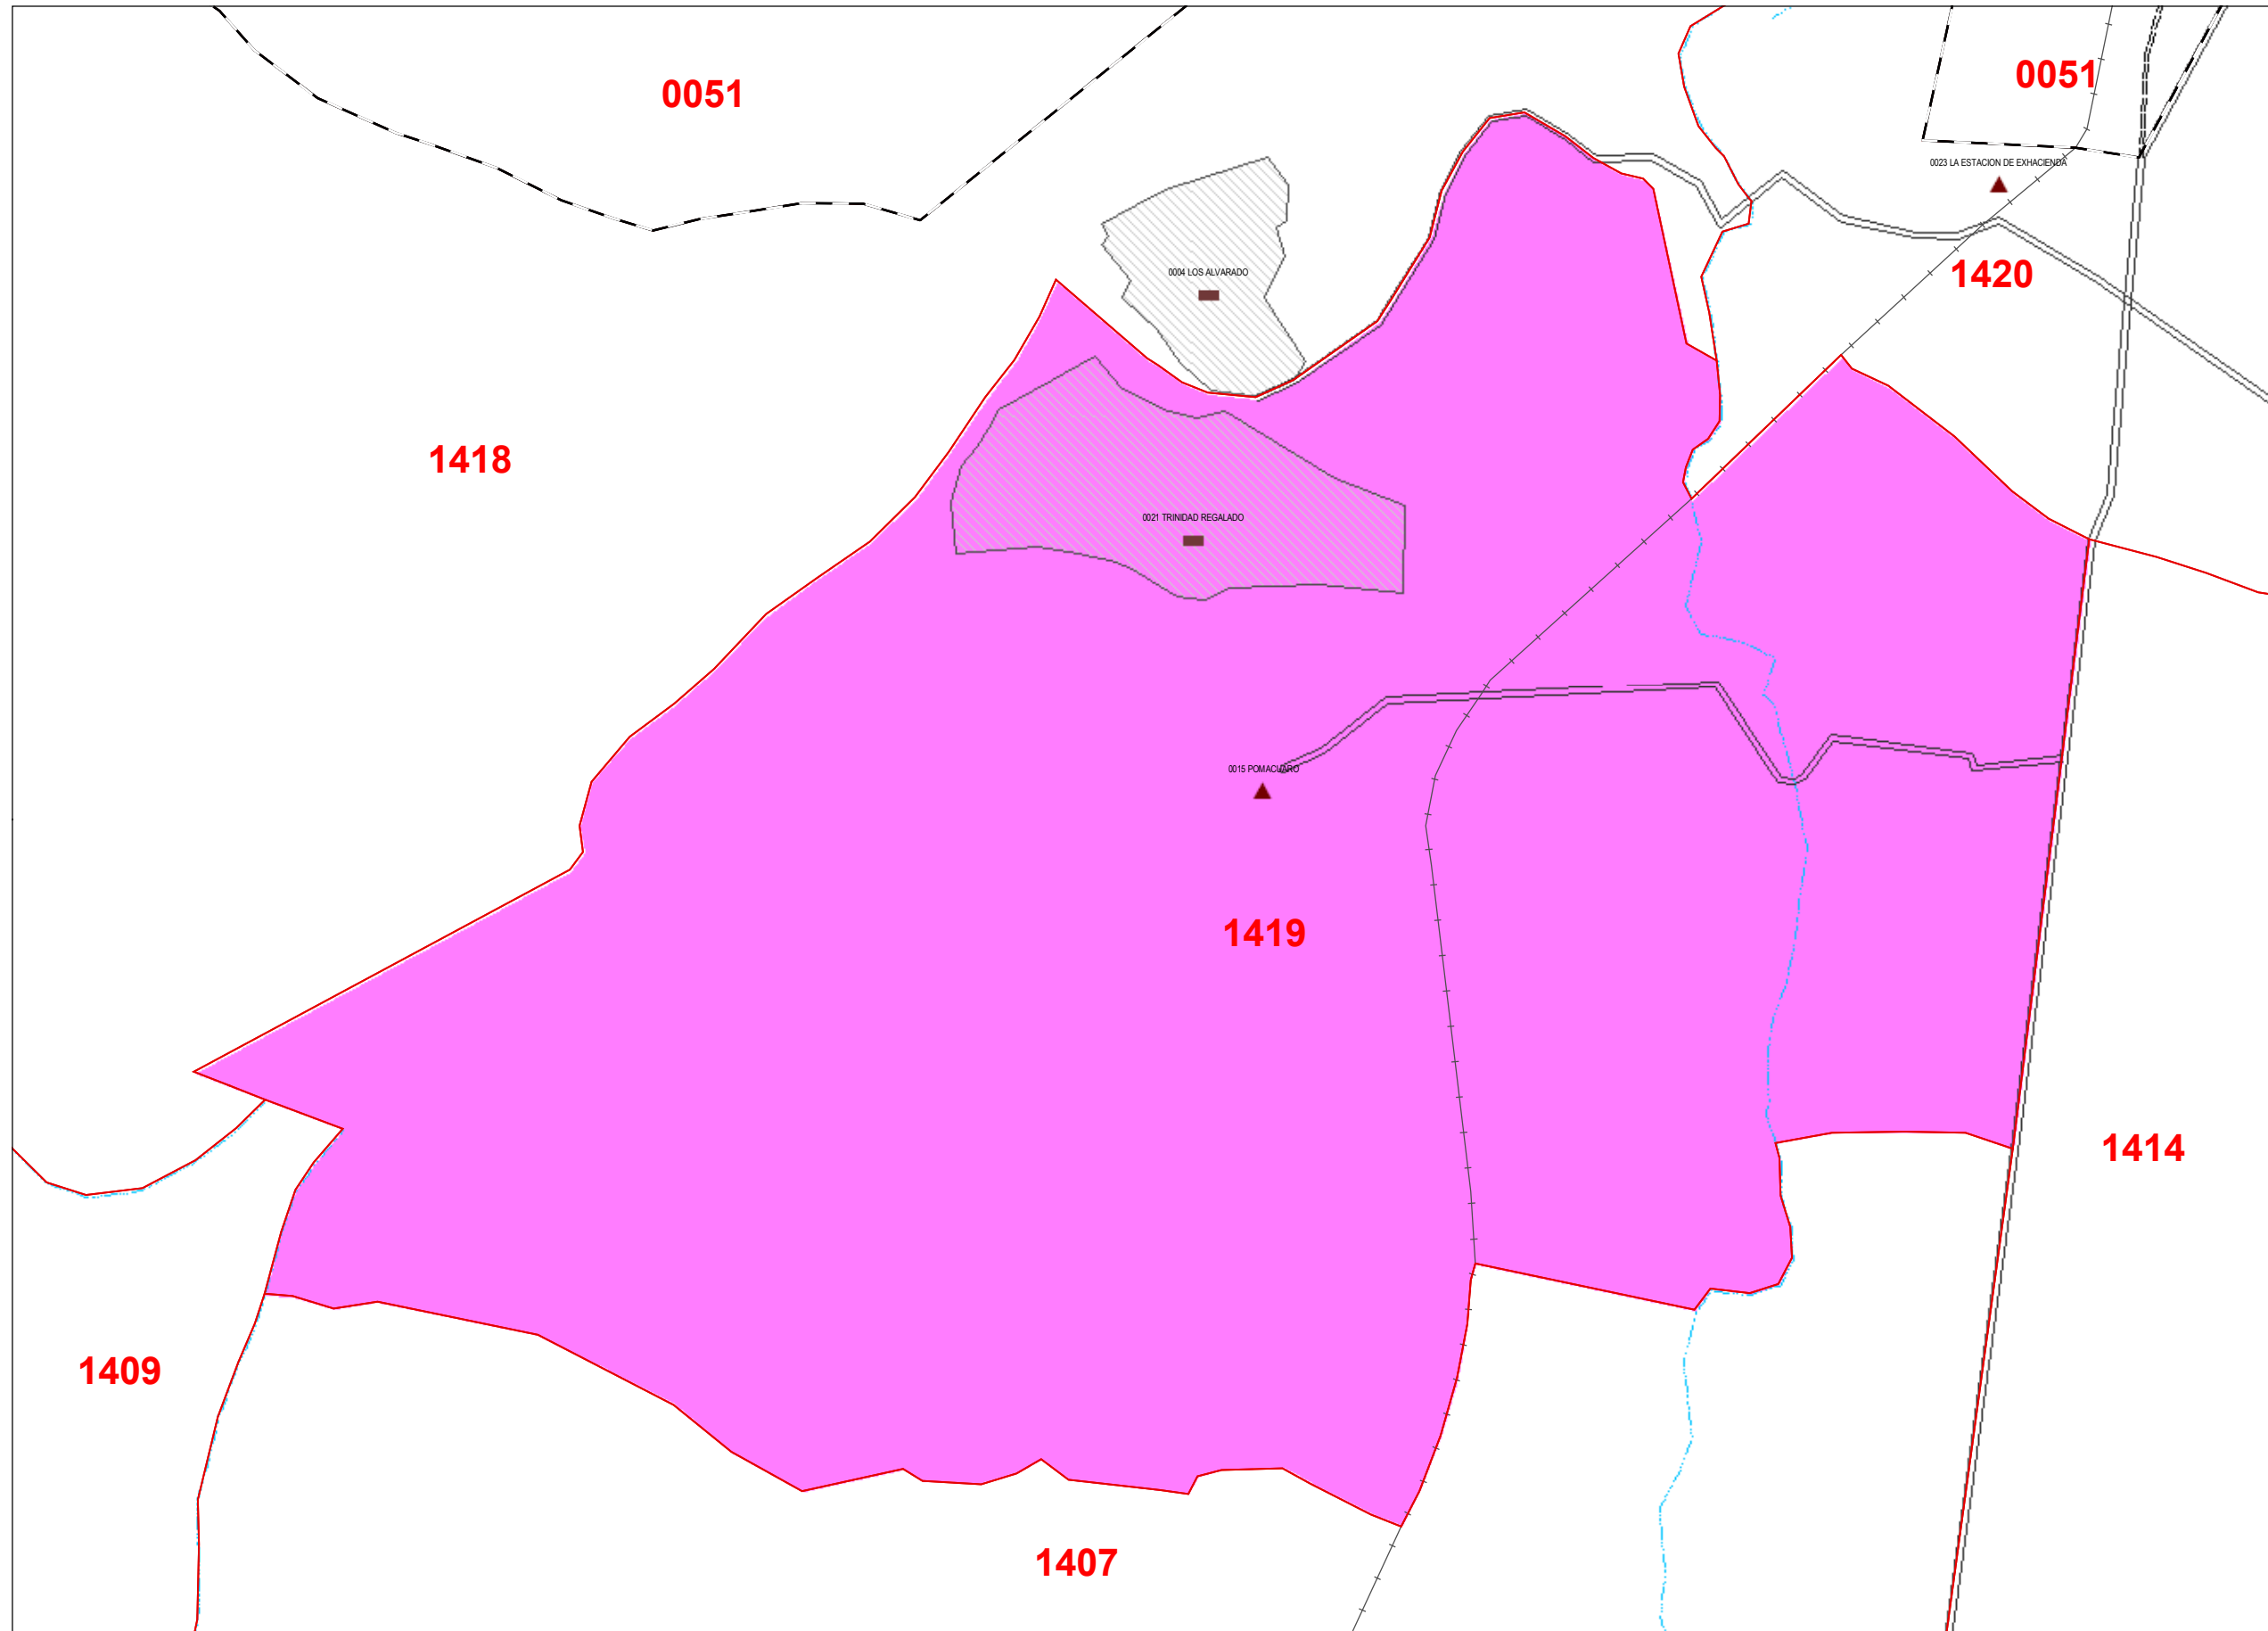 0051
0051
0023 LA ESTACION DE EXHACIENDA
0004 LOS ALVARADO
1420
1418
0021 TRINIDAD REGALADO
0015 POMACUARO
1419
1414
1409
1407